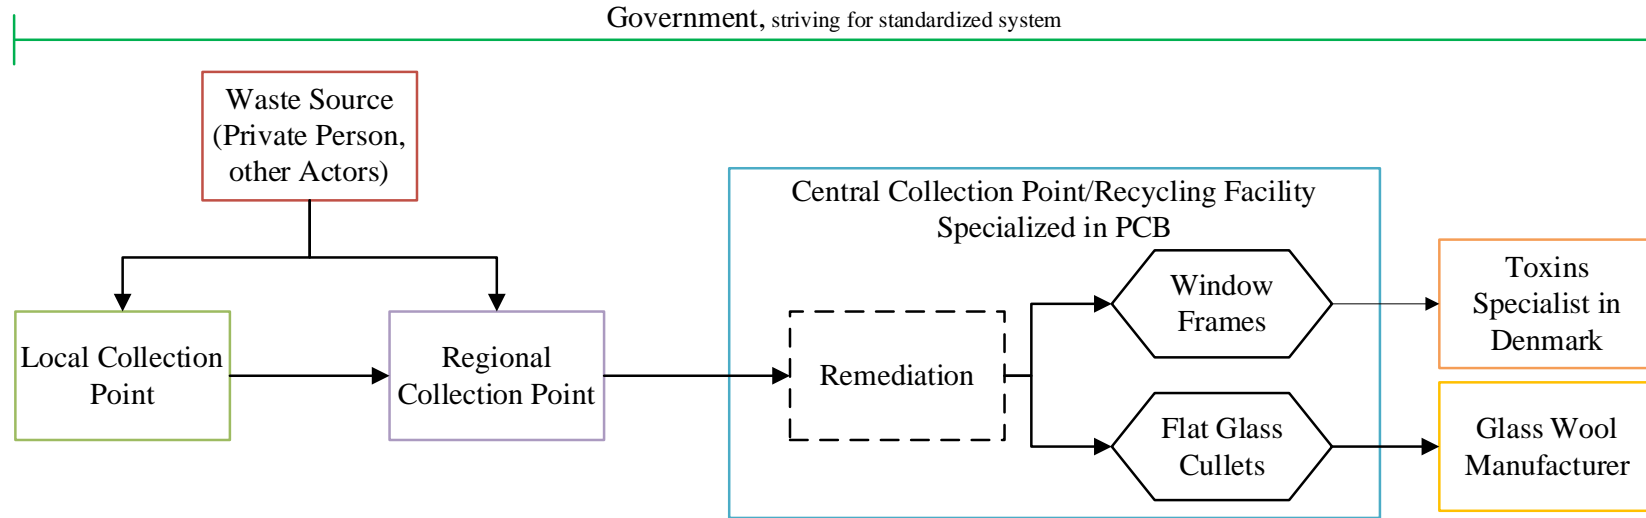 Government, striving for standardized system
Waste Source
(Private Person,
other Actors)
Central Collection Point/Recycling Facility
Specialized in PCB
Local Collection
Point
Regional
Collection Point
Remediation
Window
Frames
Flat Glass
Cullets
Toxins
Specialist in
Denmark
Glass Wool
Manufacturer